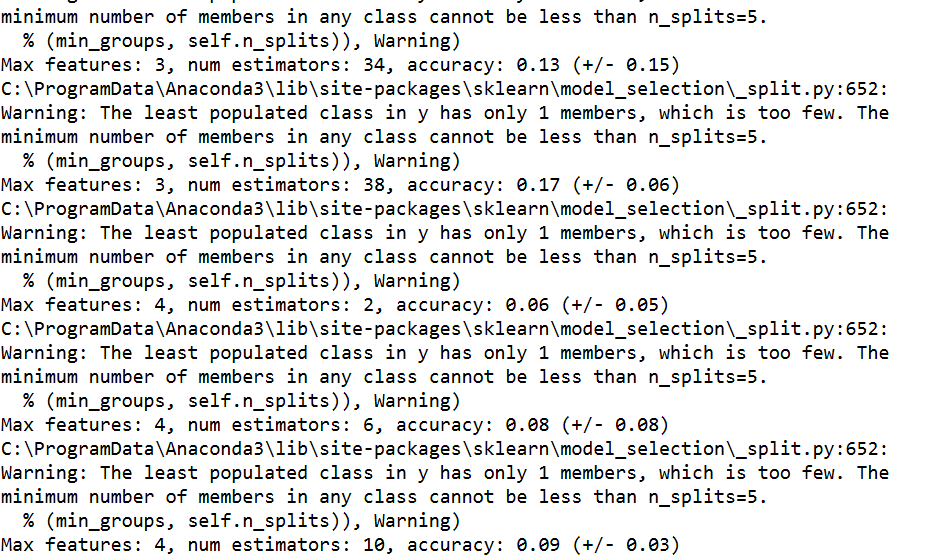 minimum number of members in any class cannot be less than n_splits=5.
  % (min_groups, self.n_splits)), Warning)
Max features: 3, num estimators: 34, accuracy: 0.13 (+/- 0.15)
C:\ProgramData\Anaconda3\lib\site-packages\sklearn\model_selection\_split.py:652:
Warning: The least populated class in y has only 1 members, which is too few. The
minimum number of members in any class cannot be less than n_splits=5.
  % (min_groups, self.n_splits)), Warning)
Max features: 3, num estimators: 38, accuracy: 0.17 (+/- 0.06)
C:\ProgramData\Anaconda3\lib\site-packages\sklearn\model_selection\_split.py:652:
Warning: The least populated class in y has only 1 members, which is too few. The
minimum number of members in any class cannot be less than n_splits=5.
  % (min_groups, self.n_splits)), Warning)
Max features: 4, num estimators: 2, accuracy: 0.06 (+/- 0.05)
C:\ProgramData\Anaconda3\lib\site-packages\sklearn\model_selection\_split.py:652:
Warning: The least populated class in y has only 1 members, which is too few. The
minimum number of members in any class cannot be less than n_splits=5.
  % (min_groups, self.n_splits)), Warning)
Max features: 4, num estimators: 6, accuracy: 0.08 (+/- 0.08)
C:\ProgramData\Anaconda3\lib\site-packages\sklearn\model_selection\_split.py:652:
Warning: The least populated class in y has only 1 members, which is too few. The
minimum number of members in any class cannot be less than n_splits=5.
  % (min_groups, self.n_splits)), Warning)
Max features: 4, num estimators: 10, accuracy: 0.09 (+/- 0.03)